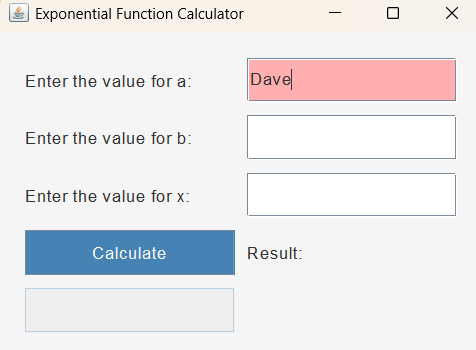 Exponential Function Calculator
Enter the value for a:
Dave
Enter the value for b:
Enter the value for x:
Calculate
Result: